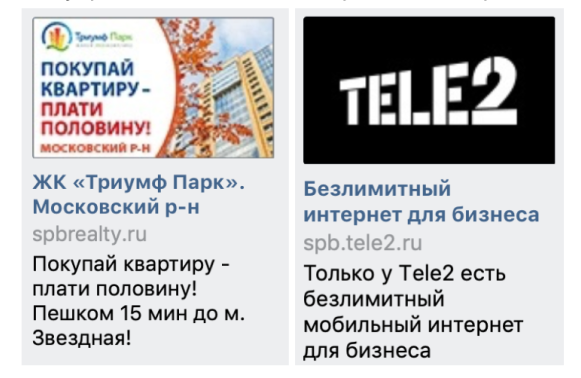 Триумф Парк
ПОКУПАЙ
КВАРТИРУ -
ПЛАТИ
ПОЛОВИНУ!
МОСКОВСКИЙ Р-Н
ЖК «Триумф Парк».
Московский р-н
spbrealty.ru
Покупай квартиру -
плати половину!
Пешком 15 мин до м.
Звездная!
TELE2
Безлимитный
интернет для бизнеса
spb.tele2.ru
Только у Tele2 есть
безлимитный
мобильный интернет
для бизнеса